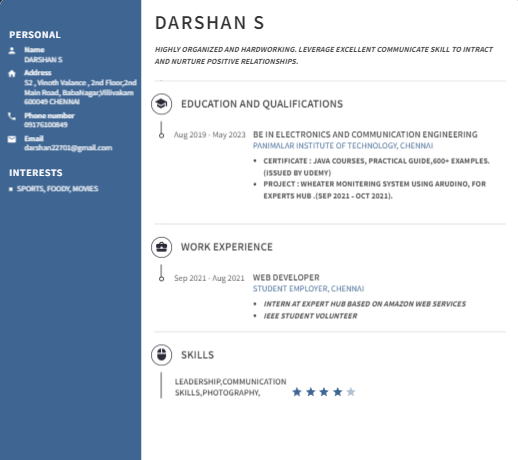 DARSHAN S
HIGHLY ORGANIZED AND HARDWORKING. LEVERAGE EXCELLENT COMMUNICATE SKILL TO INTRACT
AND NURTURE POSITIVE RELATIONSHIPS.
PERSONAL
Name
DARSHAN S
Address
52 , Vinoth Valance , 2nd Floor,2nd
Main Road, BabaNagar,Villivakam
600049 CHENNAI
Phone number
09176100849
Email
darshan22701@gmail.com
INTERESTS
SPORTS, FOODY, MOVIES
EDUCATION AND QUALIFICATIONS
Aug 2019 - May 2023 BE IN ELECTRONICS AND COMMUNICATION ENGINEERING
PANIMALAR INSTITUTE OF TECHNOLOGY, CHENNAI
• CERTIFICATE : JAVA COURSES, PRACTICAL GUIDE,600+ EXAMPLES.
(ISSUED BY UDEMY)
• PROJECT : WHEATER MONITERING SYSTEM USING ARUDINO, FOR
EXPERTS HUB .(SEP 2021 - OCT 2021).
WORK EXPERIENCE
Sep 2021 - Aug 2021 WEB DEVELOPER
STUDENT EMPLOYER, CHENNAI
• INTERN AT EXPERT HUB BASED ON AMAZON WEB SERVICES
• IEEE STUDENT VOLUNTEER
SKILLS
LEADERSHIP,COMMUNICATION
SKILLS,PHOTOGRAPHY,